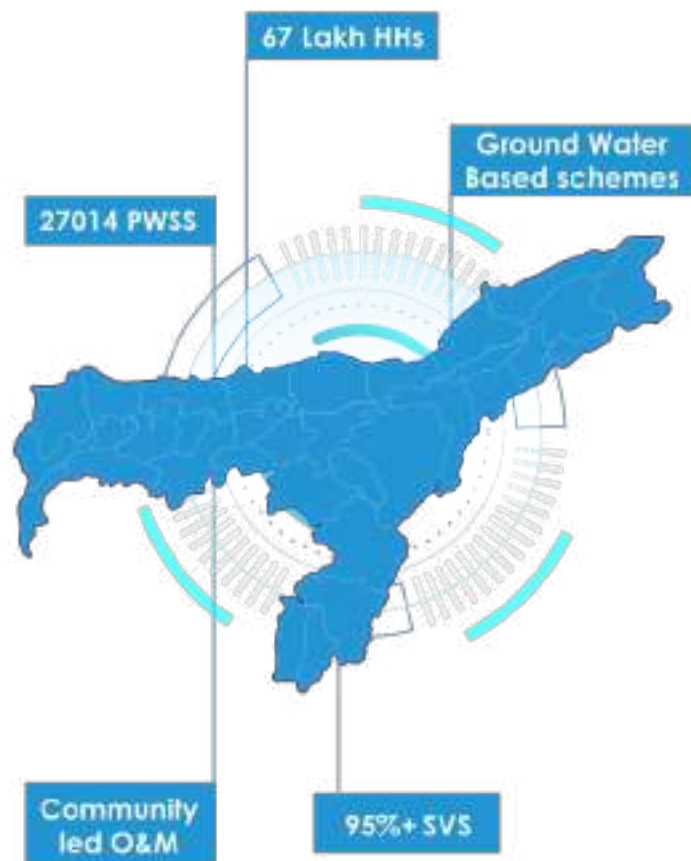 67 Lakh HHs
Ground Water
Based schemes
27014 PWSS
Community
led O&M
95%+ SVS